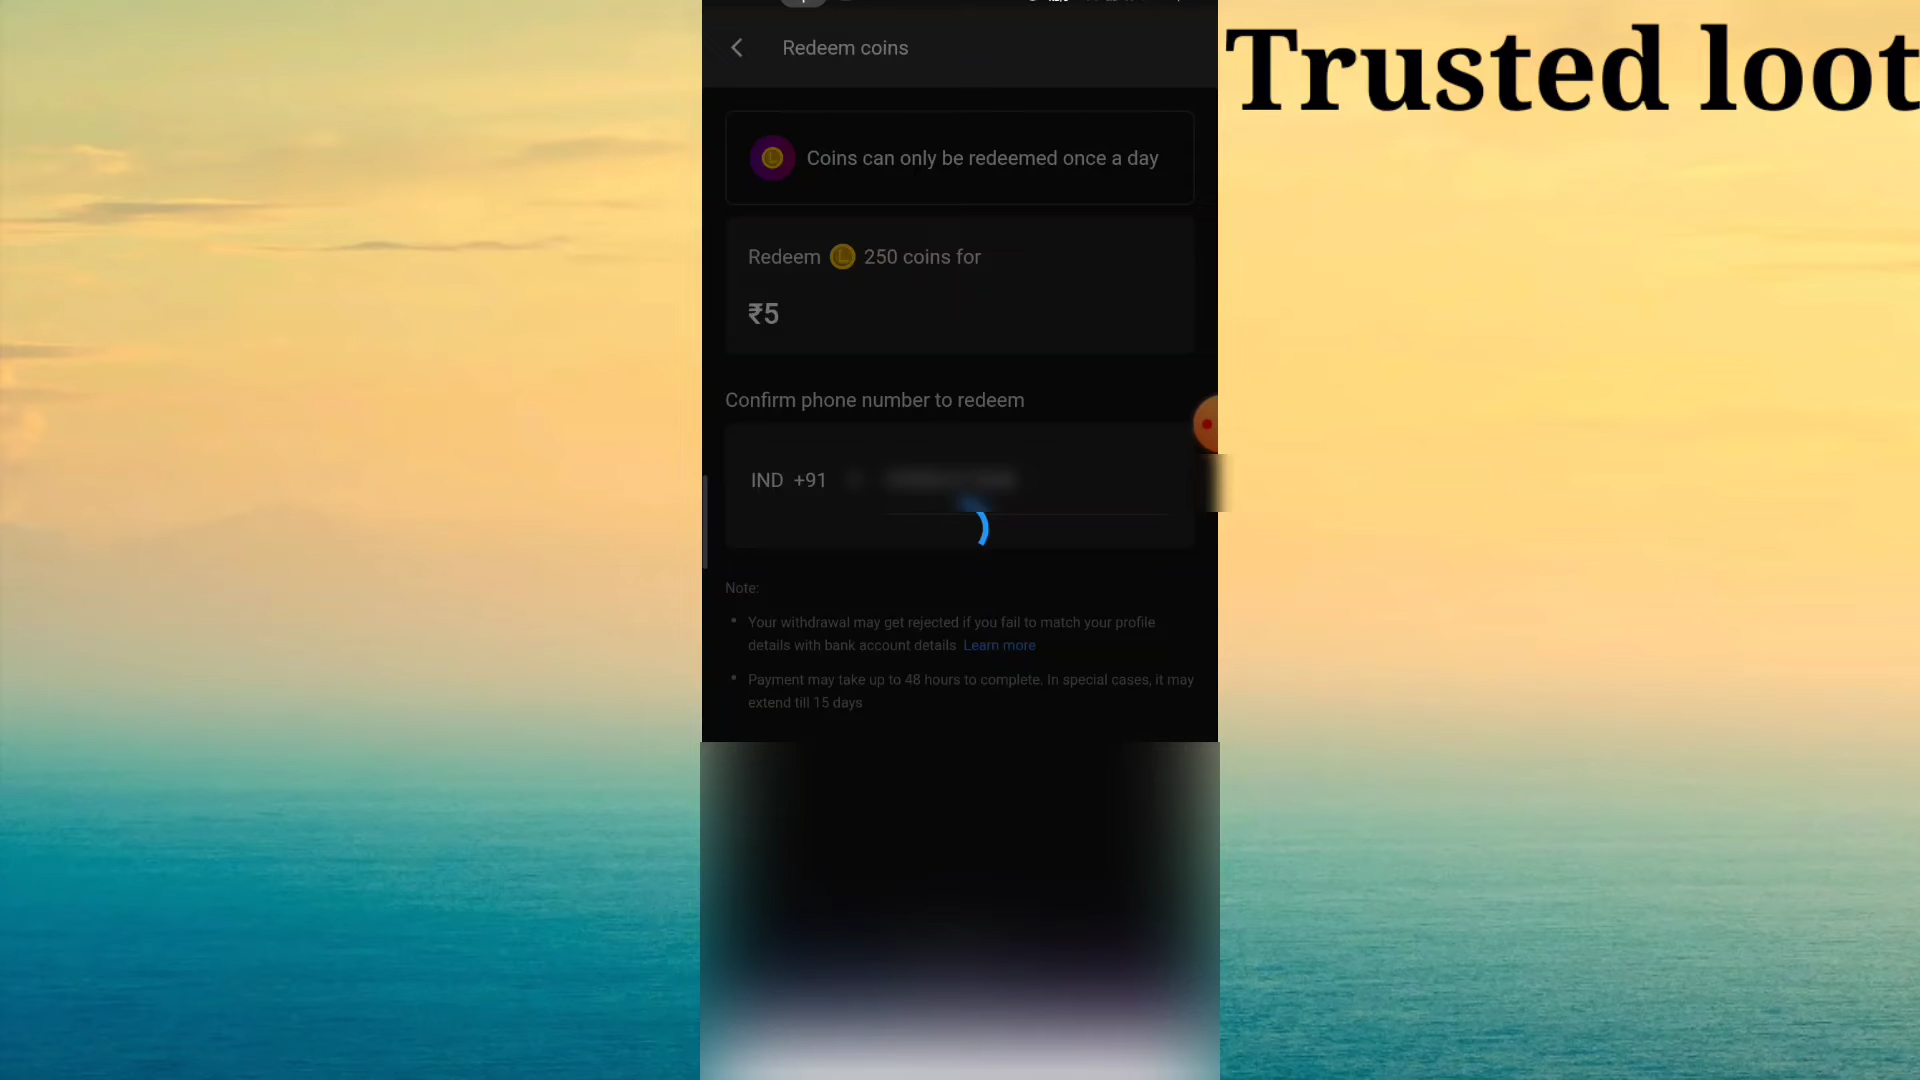 Trusted loot
Redeem coins
Coins can only be redeemed once a day
Redeem 250 coins for
₹5
Confirm phone number to redeem
IND +91
Note:
• Your withdrawal may get rejected if you fail to match your profile
details with bank account details Learn more
• Payment may take up to 48 hours to complete. In special cases, it may
extend till 15 days